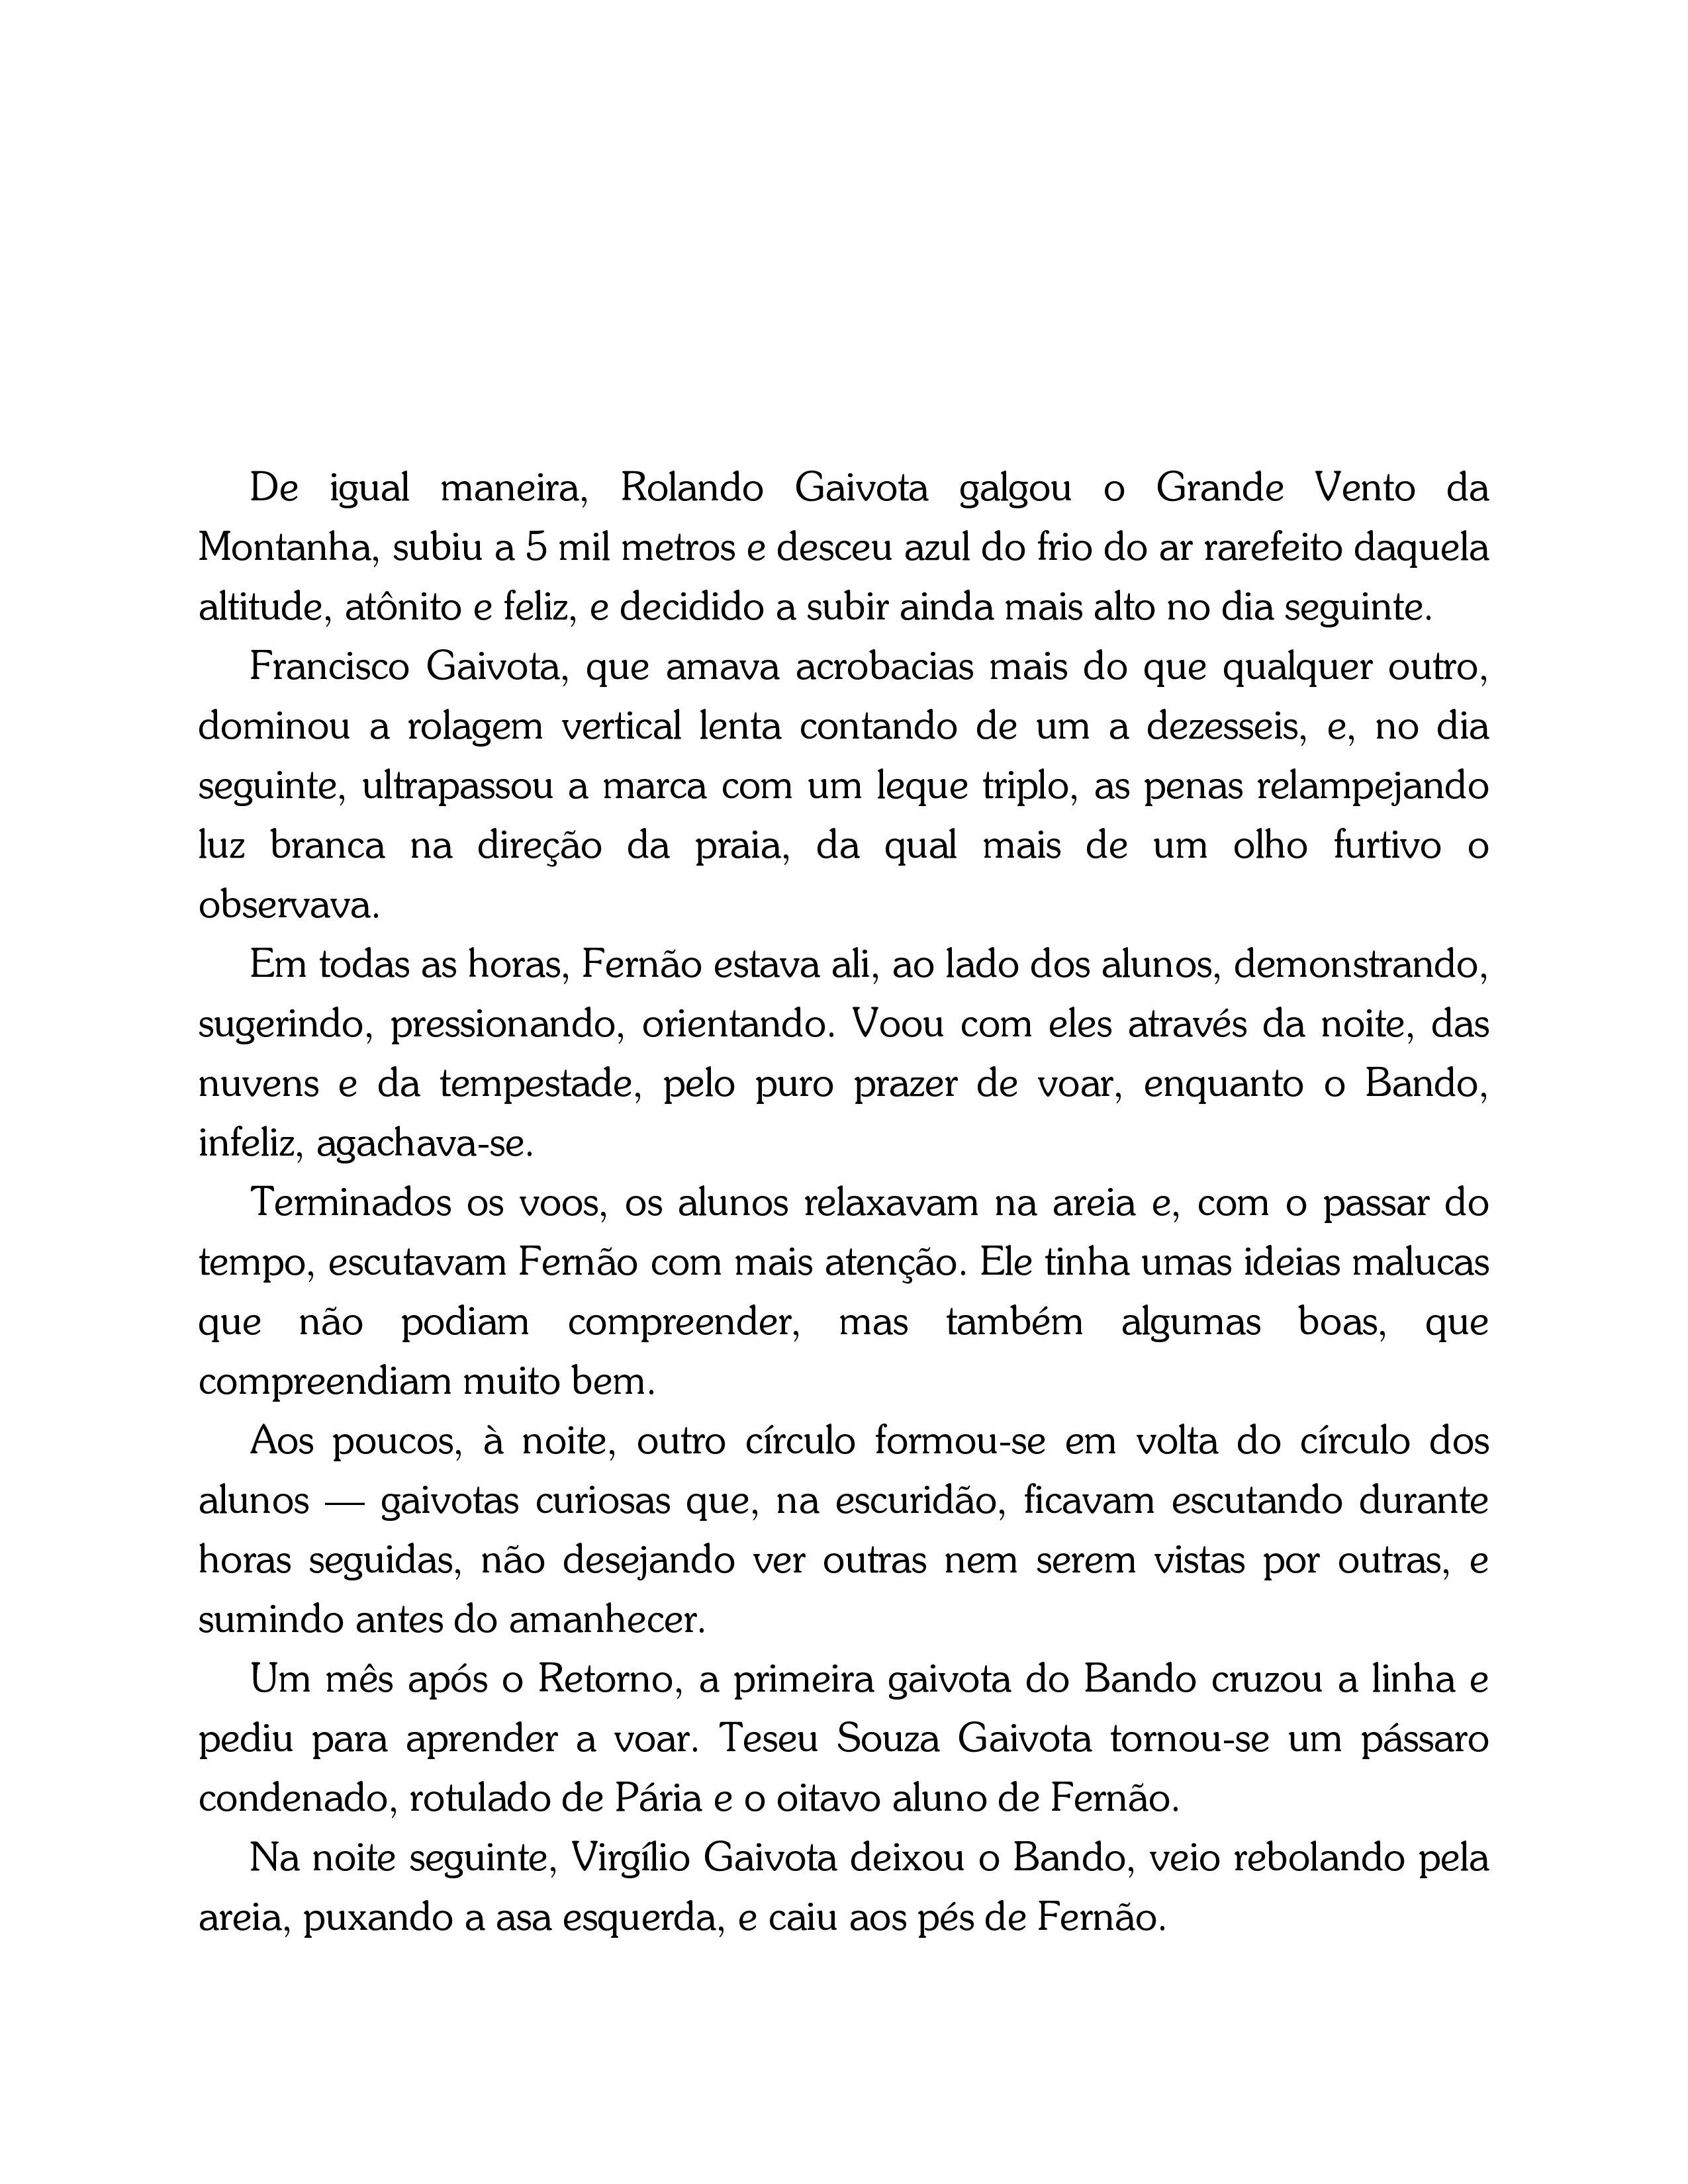 De igual maneira, Rolando Gaivota galgou o Grande Vento da
Montanha, subiu a 5 mil metros e desceu azul do frio do ar rarefeito daquela
altitude, atônito e feliz, e decidido a subir ainda mais alto no dia seguinte.
Francisco Gaivota, que amava acrobacias mais do que qualquer outro,
dominou a rolagem vertical lenta contando de um a dezesseis, e, no dia
seguinte, ultrapassou a marca com um leque triplo, as penas relampejando
luz branca na direção da praia, da qual mais de um olho furtivo o
observava.
Em todas as horas, Fernão estava ali, ao lado dos alunos, demonstrando,
sugerindo, pressionando, orientando. Voou com eles através da noite, das
nuvens e da tempestade, pelo puro prazer de voar, enquanto o Bando,
infeliz, agachava-se.
Terminados os voos, os alunos relaxavam na areia e, com o passar do
tempo, escutavam Fernão com mais atenção. Ele tinha umas ideias malucas
que não podiam compreender, mas também algumas boas, que
compreendiam muito bem.
Aos poucos, à noite, outro círculo formou-se em volta do círculo dos
alunos — gaivotas curiosas que, na escuridão, ficavam escutando durante
horas seguidas, não desejando ver outras nem serem vistas por outras, e
sumindo antes do amanhecer.
Um mês após o Retorno, a primeira gaivota do Bando cruzou a linha e
pediu para aprender a voar. Teseu Souza Gaivota tornou-se um pássaro
condenado, rotulado de Pária e o oitavo aluno de Fernão.
Na noite seguinte, Virgílio Gaivota deixou o Bando, veio rebolando pela
areia, puxando a asa esquerda, e caiu aos pés de Fernão.